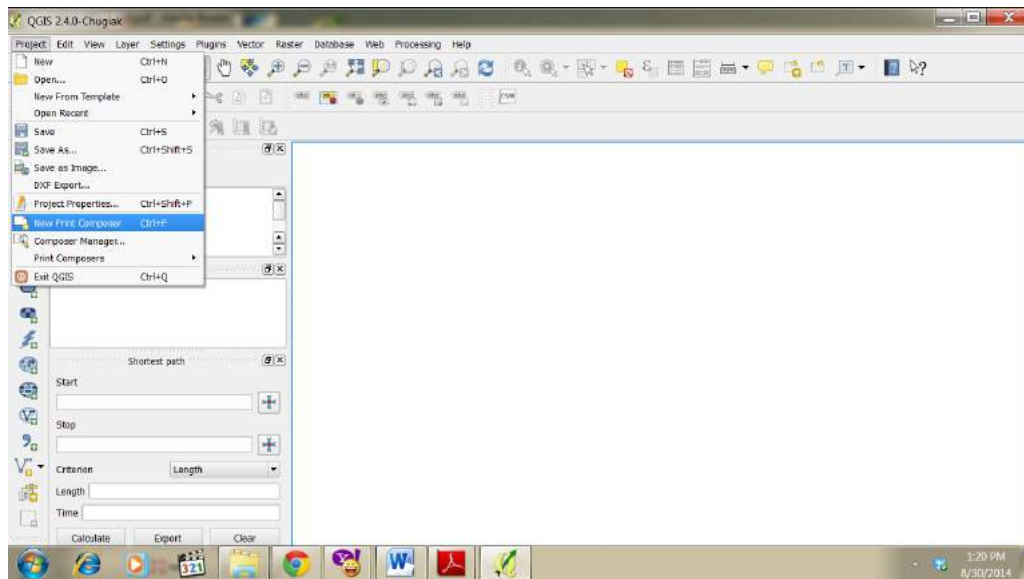 QGIS 2.4.0-Chugiak
Project Edit View Layer Settings Plugins Vector Raster Database Web Processing Help
New Ctrl+N
Open... Ctrl+O
New From Template
Open Recent
Save Ctrl+S
Save As... Ctrl+Shift+S
Save as Image...
DXF Export...
Project Properties... Ctrl+Shift+P
New Print Composer Ctrl+P
Composer Manager...
Print Composers
Exit QGIS Ctrl+Q
Shortest path
Start
Stop
Criterion Length
Length
Time
Calculate Export Clear
321
1:20 PM
8/30/2014